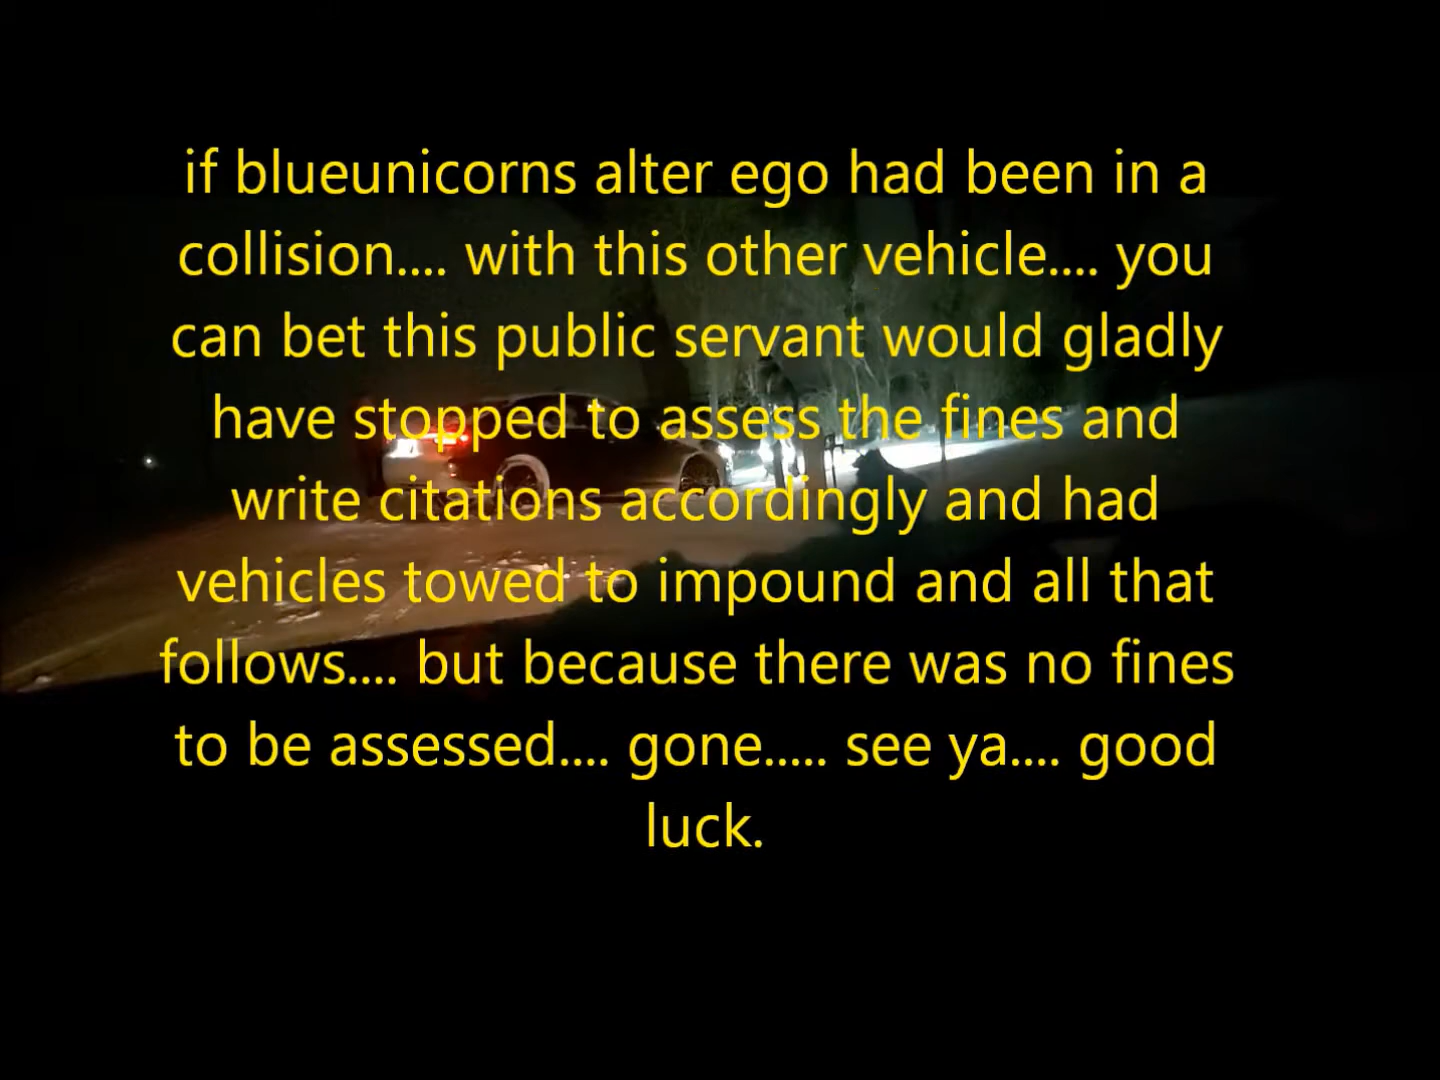 if blueunicorns alter ego had been in a
collision.... with this other vehicle.... you
can bet this public servant would gladly
have stopped to assess the fines and
write citations accordingly and had
vehicles towed to impound and all that
follows.... but because there was no fines
to be assessed.... gone..... see ya.... good
luck.